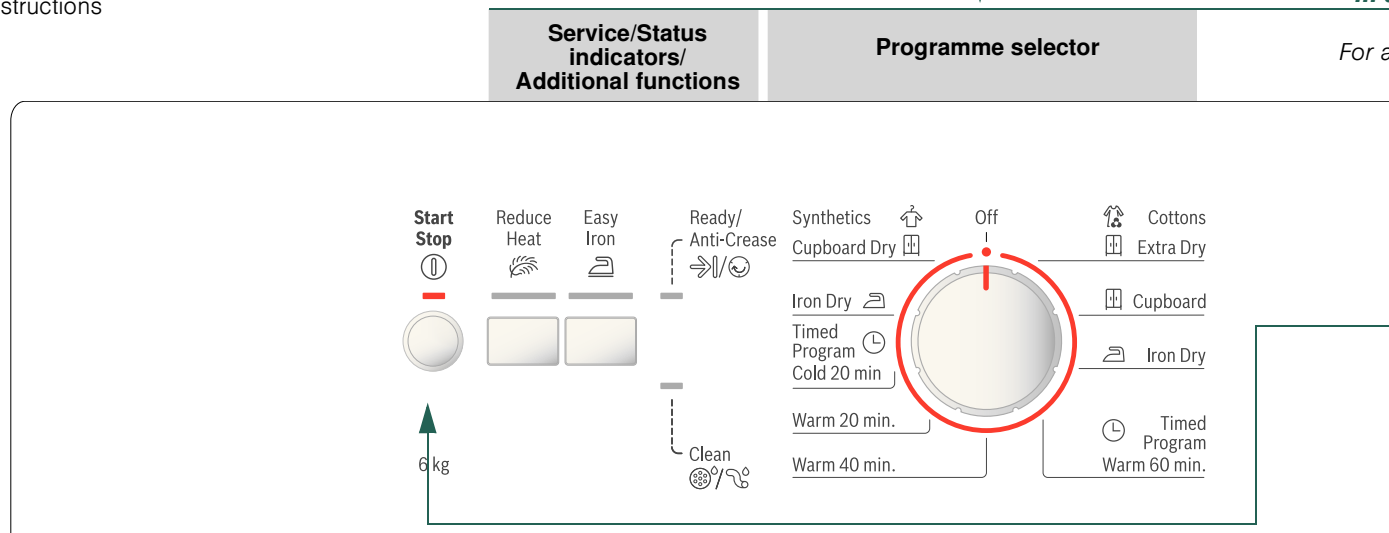 structions
Service/Status
indicators/
Additional functions
Programme selector
For a
Start
Stop
Reduce
Heat
Easy
Iron
Ready/
Anti-Crease
Clean
6 kg
Synthetics
Cupboard Dry
Iron Dry
Timed
Program
Cold 20 min
Warm 20 min.
Warm 40 min.
Off
Cottons
Extra Dry
Cupboard
Iron Dry
Timed
Program
Warm 60 min.